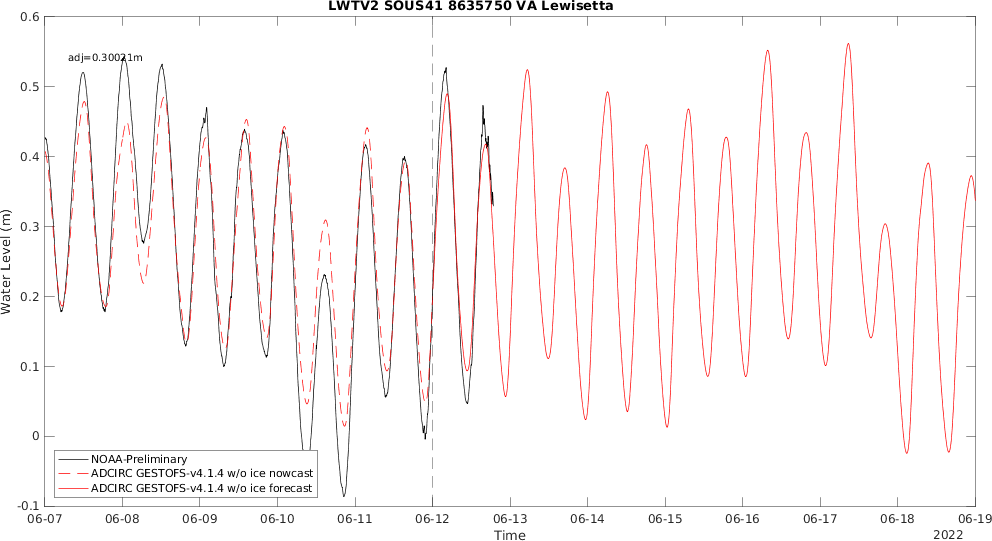 LWTV2 SOUS41 8635750 VA Lewisetta
adj=0.30021m
Water Level (m)
0.6
0.5
0.4
0.3
0.2
0.1
0
-0.1
NOAA-Preliminary
ADCIRC GESTOFS-v4.1.4 w/o ice nowcast
ADCIRC GESTOFS-v4.1.4 w/o ice forecast
06-07 06-08 06-09 06-10 06-11 06-12 06-13 06-14 06-15 06-16 06-17 06-18 06-19
Time
2022